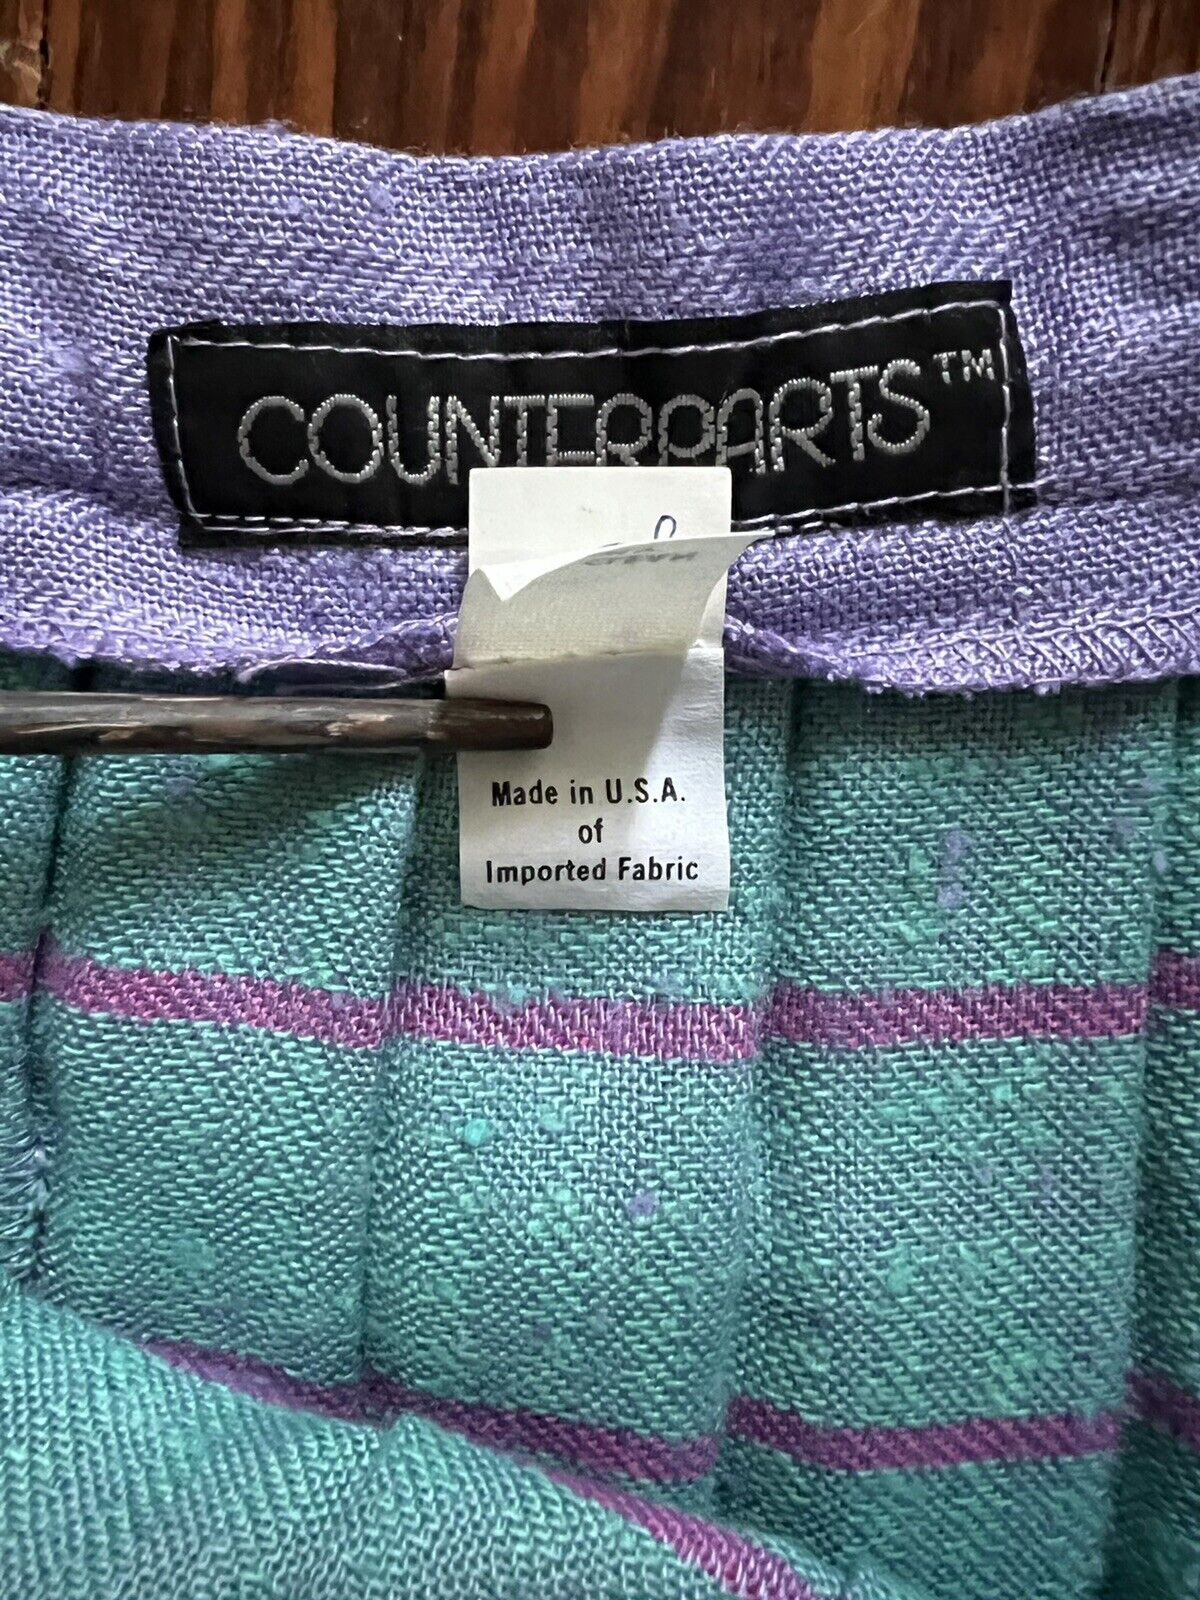 COUNTERPARTS™
Made in U.S.A.
of
Imported Fabric